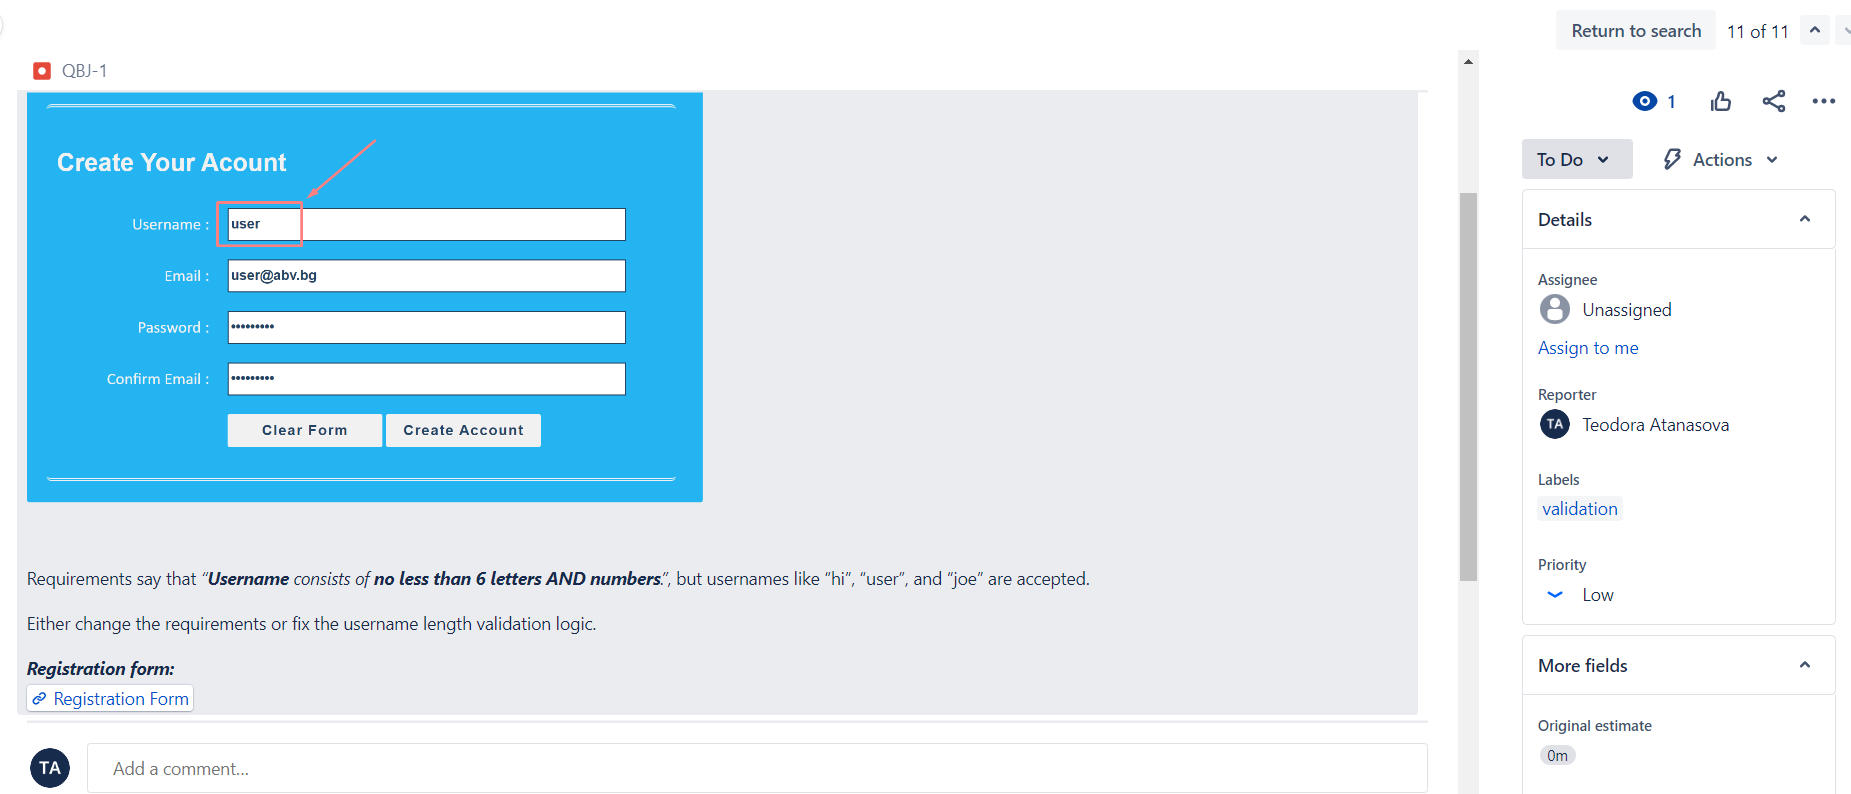 Return to search
11 of 11
QBJ-1
1
Create Your Acount
Username :
user
Email :
user@abv.bg
Password :
•••••••••
Confirm Email :
•••••••••
Clear Form
Create Account
Requirements say that “Username consists of no less than 6 letters AND numbers.”, but usernames like “hi”, “user”, and “joe” are accepted.
Either change the requirements or fix the username length validation logic.
Registration form:
Registration Form
TA
Add a comment...
To Do
Actions
Details
Assignee
Unassigned
Assign to me
Reporter
TA
Teodora Atanasova
Labels
validation
Priority
Low
More fields
Original estimate
0m